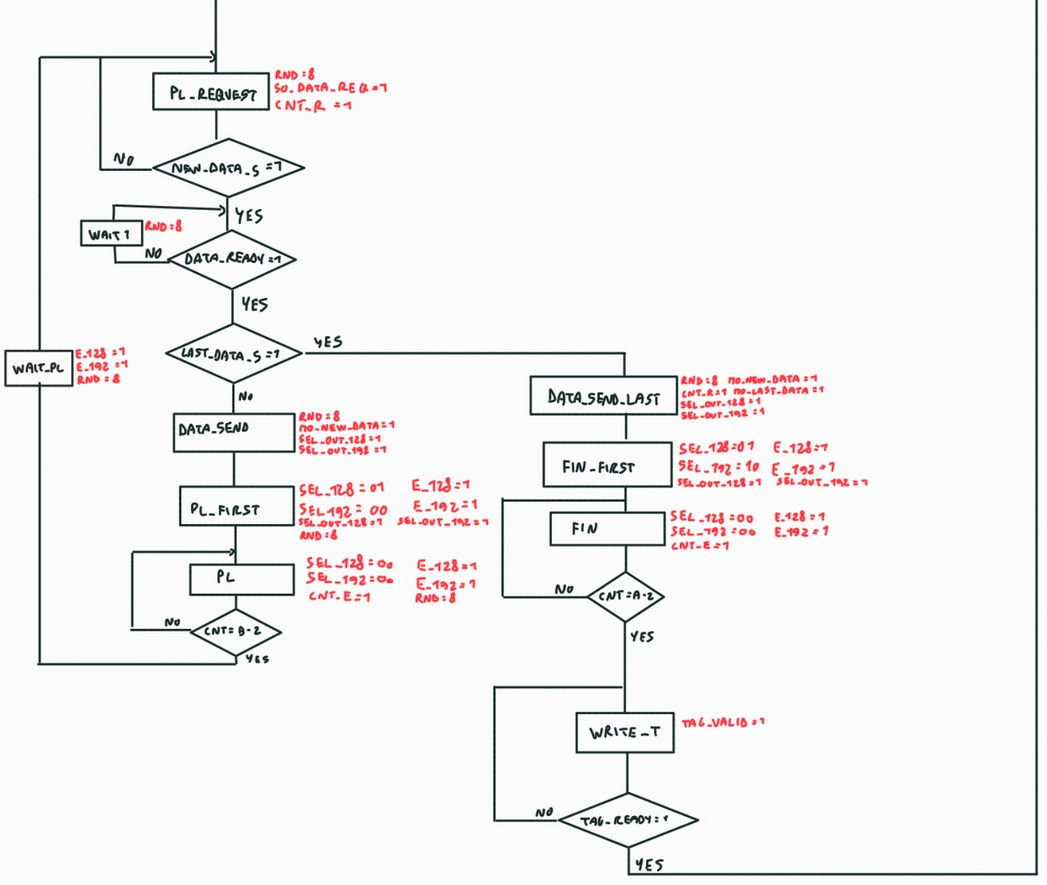 PL_REQUEST
RND=8
SO_DATA_REQ=1
CNT_R=1
NEW_DATA_S=1
NO
YES
WAIT1
RND=8
DATA_READY=1
NO
YES
LAST_DATA_S=1
YES
NO
WAIT_PL
E_128=1
E_192=1
RND=8
DATA_SEND
RND=8
MO_NEW_DATA=1
SEL_OUT_128=1
SEL_OUT_192=1
PL_FIRST
SEL_128=01 E_128=1
SEL_192=00 E_192=1
SEL_OUT_128=1 SEL_OUT_192=1
RND=8
PL
SEL_128=00 E_128=1
SEL_192=00 E_192=1
CNT_E=1 RND=8
CNT=B-2
NO
YES
DATA_SEND_LAST
RND=8 MO_NEW_DATA=1
CNT_R=1 MO_LAST_DATA=1
SEL_OUT_128=1
SEL_OUT_192=1
FIN_FIRST
SEL_128=01 E_128=1
SEL_192=10 E_192=1
SEL_OUT_128=1 SEL_OUT_192=1
FIN
SEL_128=00 E_128=1
SEL_192=00 E_192=1
CNT_E=1
CNT=A-2
NO
YES
WRITE_T
TAG_VALID=1
TAG_READY=1
NO
YES